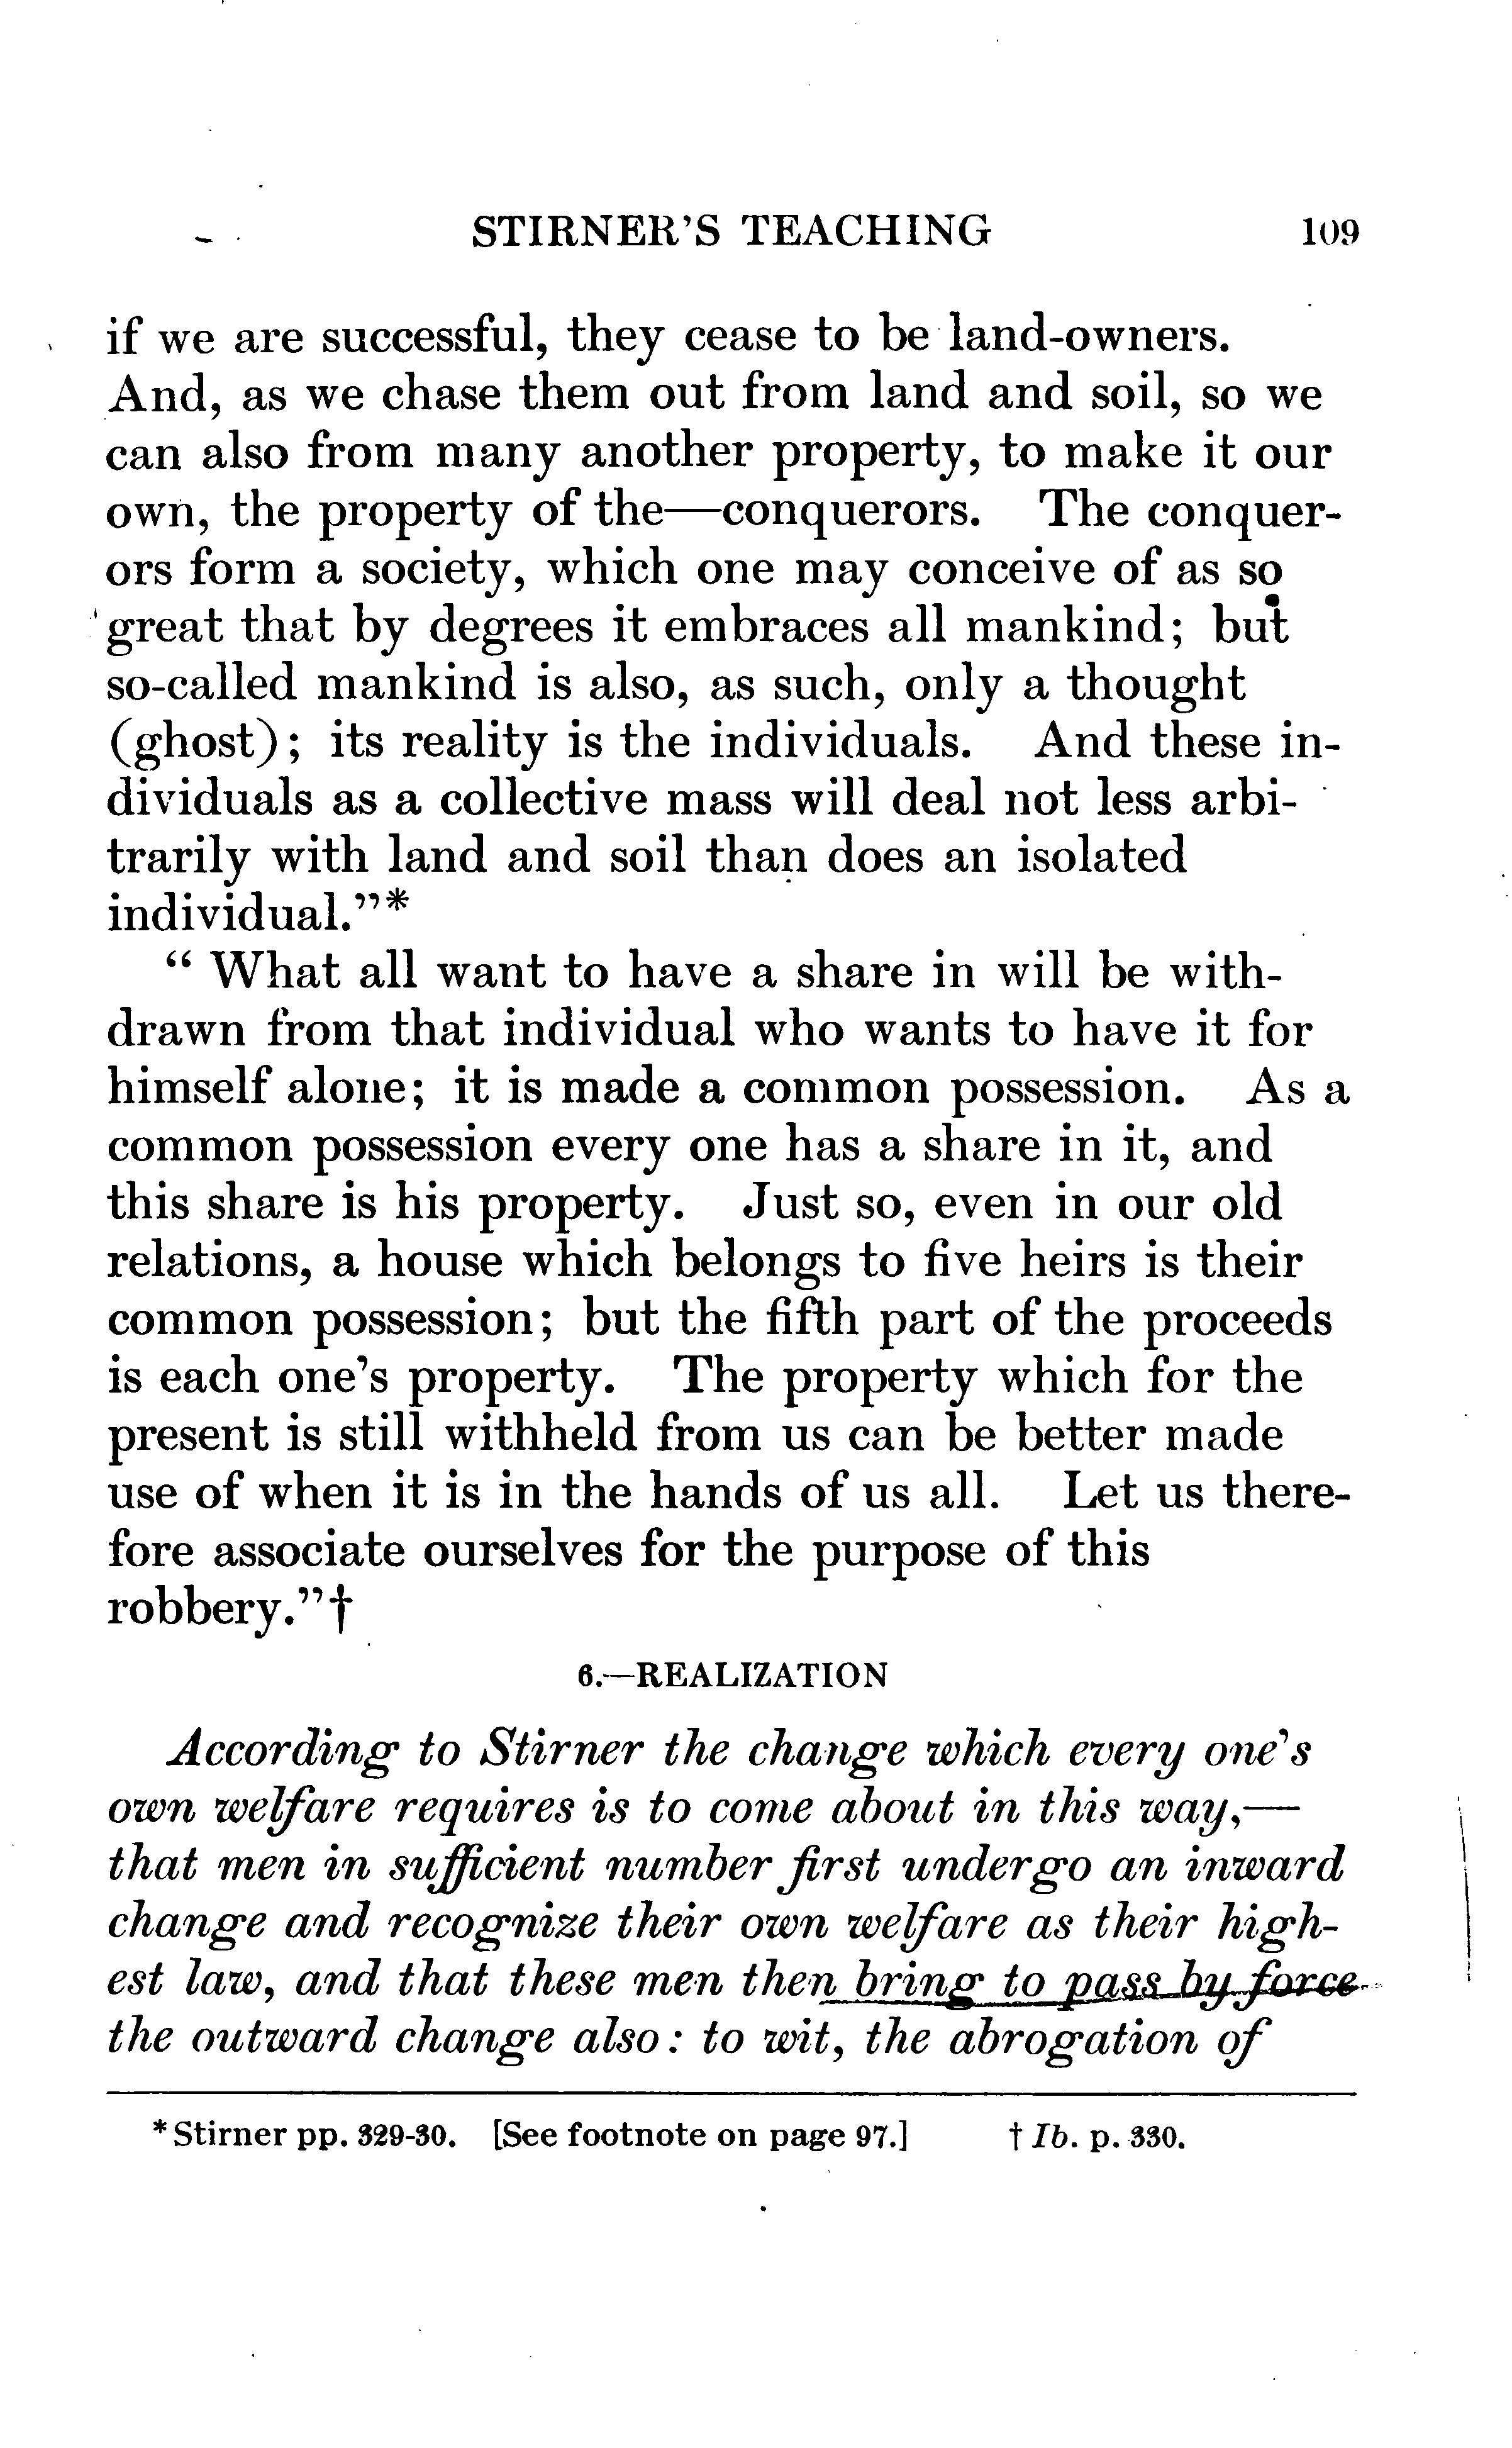 STIRNER'S TEACHING 109
if we are successful, they cease to be land-owners.
And, as we chase them out from land and soil, so we
can also from many another property, to make it our
own, the property of the—conquerors. The conquer-
ors form a society, which one may conceive of as so
great that by degrees it embraces all mankind; but
so-called mankind is also, as such, only a thought
(ghost); its reality is the individuals. And these in-
dividuals as a collective mass will deal not less arbi-
trarily with land and soil than does an isolated
individual."*
" What all want to have a share in will be with-
drawn from that individual who wants to have it for
himself alone; it is made a common possession. As a
common possession every one has a share in it, and
this share is his property. Just so, even in our old
relations, a house which belongs to five heirs is their
common possession; but the fifth part of the proceeds
is each one's property. The property which for the
present is still withheld from us can be better made
use of when it is in the hands of us all. Let us there-
fore associate ourselves for the purpose of this
robbery."†
6.—REALIZATION
According to Stirner the change which every one's
own welfare requires is to come about in this way,—
that men in sufficient number first undergo an inward
change and recognize their own welfare as their high-
est law, and that these men then bring to pass by force
the outward change also: to wit, the abrogation of
* Stirner pp. 329-30. [See footnote on page 97.] † Ib. p. 330.